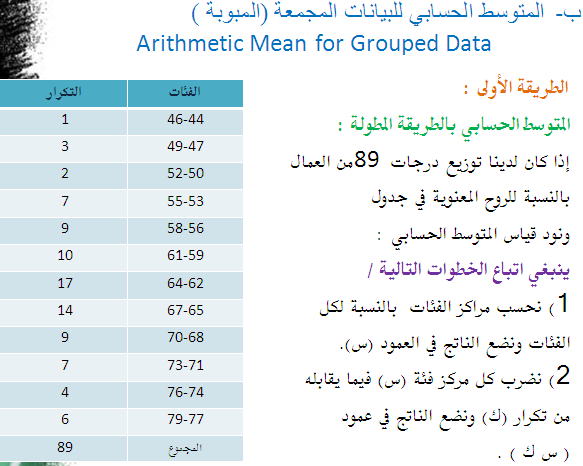 ب- المتوسط الحسابي للبيانات المجمعة (المبوبة )
Arithmetic Mean for Grouped Data
الطريقة الأولى :
المتوسط الحسابي بالطريقة المطولة :
إذا كان لدينا توزيع درجات 89من العمال
بالنسبة للروح المعنوية في جدول
ونود قياس المتوسط الحسابي :
ينبغي اتباع الخطوات التالية /
1) نحسب مراكز الفئات بالنسبة لكل
الفئات ونضع الناتج في العمود (س).
2) نضرب كل مركز فئة (س) فيما يقابله
من تكرار (ك) ونضع الناتج في عمود
( س ك ) .
الفئات التكرار
46-44 1
49-47 3
52-50 2
55-53 7
58-56 9
61-59 10
64-62 17
67-65 14
70-68 9
73-71 7
76-74 4
79-77 6
المجموع 89